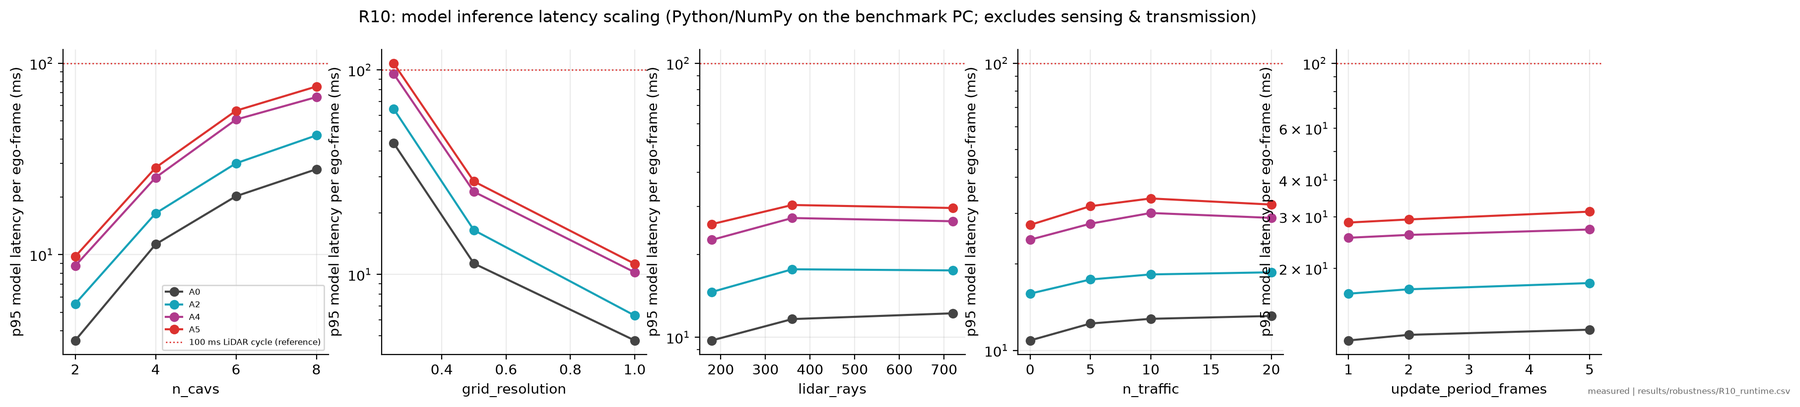 R10: model inference latency scaling (Python/NumPy on the benchmark PC; excludes sensing & transmission)
p95 model latency per ego-frame (ms)
10²
10¹
2 4 6 8
n_cavs
A0
A2
A4
A5
100 ms LiDAR cycle (reference)
p95 model latency per ego-frame (ms)
10²
10¹
0.4 0.6 0.8 1.0
grid_resolution
p95 model latency per ego-frame (ms)
10²
10¹
200 300 400 500 600 700
lidar_rays
p95 model latency per ego-frame (ms)
10²
10¹
0 5 10 15 20
n_traffic
p95 model latency per ego-frame (ms)
10²
6 × 10¹
4 × 10¹
3 × 10¹
2 × 10¹
1 2 3 4 5
update_period_frames
measured | results/robustness/R10_runtime.csv